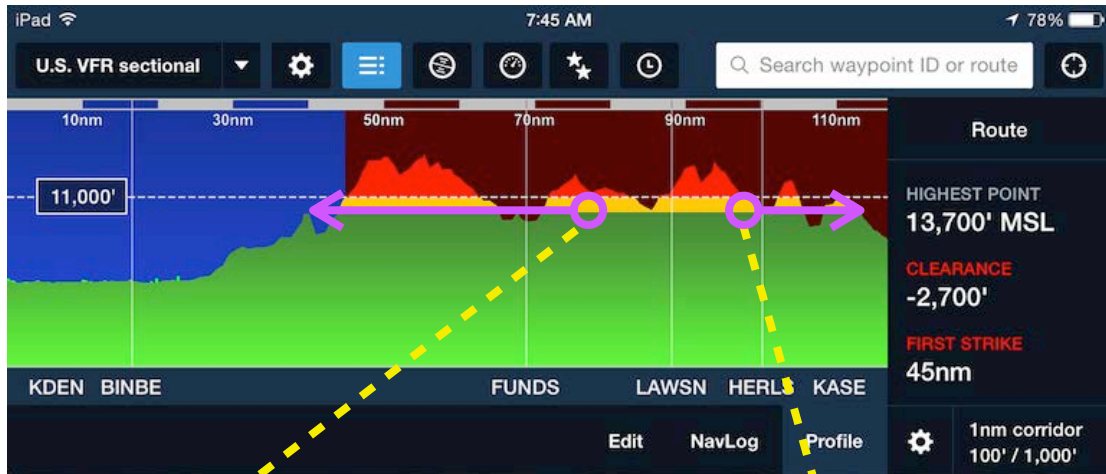 iPad 7:45 AM 78%
U.S. VFR sectional Search waypoint ID or route
10nm 30nm 50nm 70nm 90nm 110nm
Route
11,000'
HIGHEST POINT
13,700' MSL
CLEARANCE
-2,700'
FIRST STRIKE
45nm
KDEN BINBE FUNDS LAWSN HERLS KASE
Edit NavLog Profile
1nm corridor
100' / 1,000'